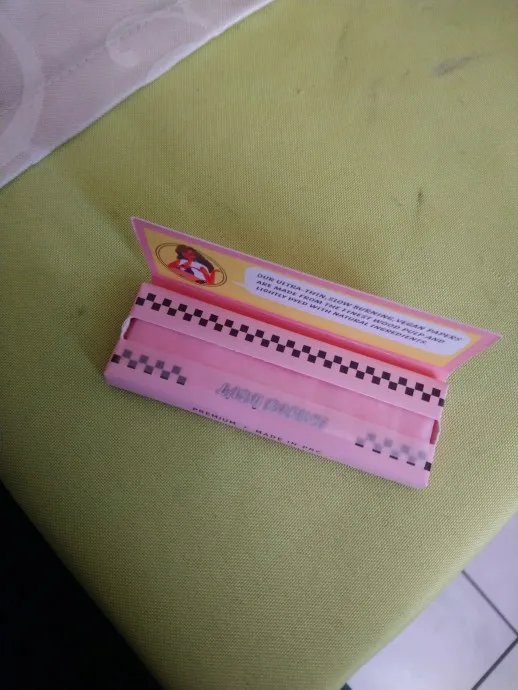 OUR ULTRA-THIN, SLOW BURNING, VEGAN PAPERS
ARE MADE FROM THE FINEST WOOD PULP AND
LIGHTLY DYED WITH NATURAL INGREDIENTS.
PREMIUM • MADE IN PRC